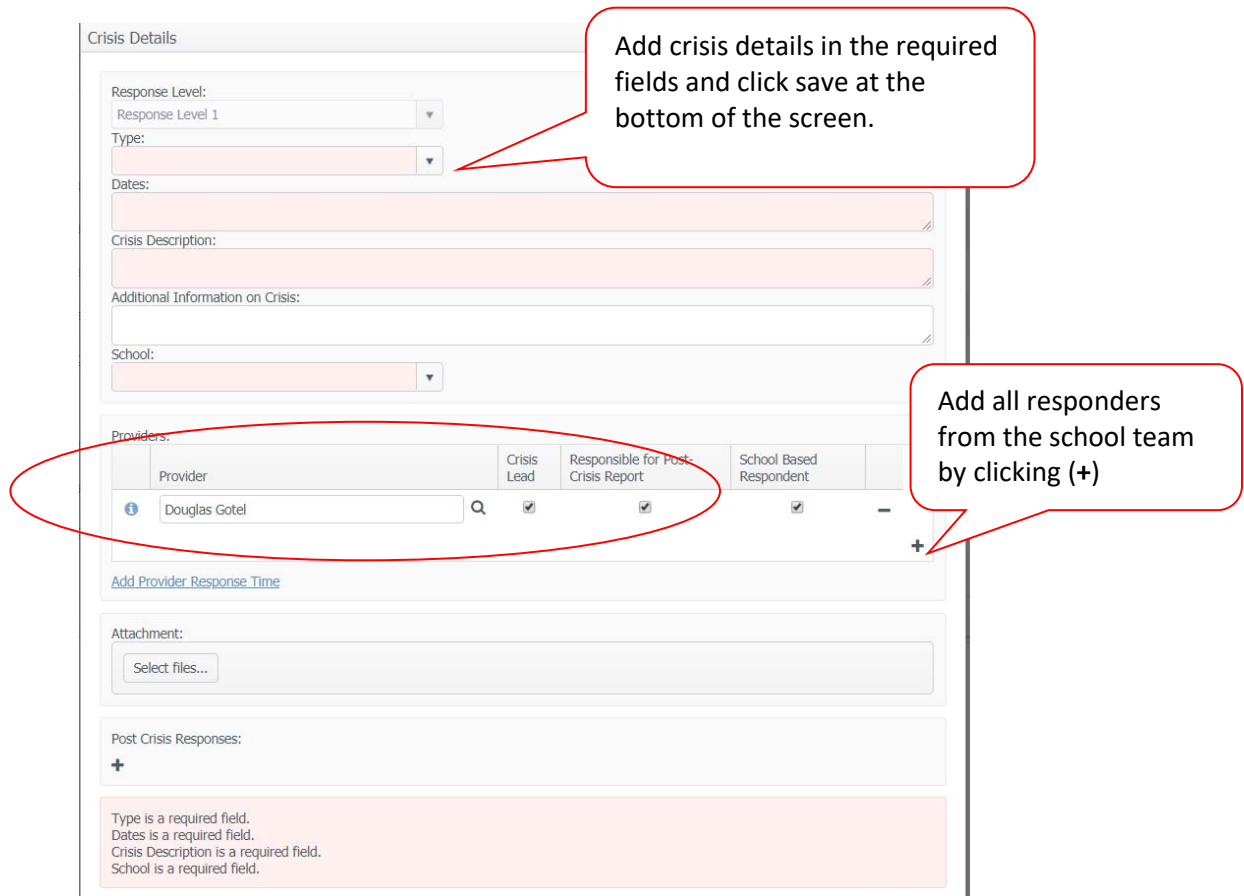 Crisis Details
Add crisis details in the required
fields and click save at the
bottom of the screen.
Response Level:
Response Level 1
Type:
Dates:
Crisis Description:
Additional Information on Crisis:
School:
Add all responders
from the school team
by clicking (+)
Providers:
Provider
Crisis
Lead
Responsible for Post-
Crisis Report
School Based
Respondent
Douglas Gotel
Add Provider Response Time
Attachment:
Select files...
Post Crisis Responses:
+
Type is a required field.
Dates is a required field.
Crisis Description is a required field.
School is a required field.